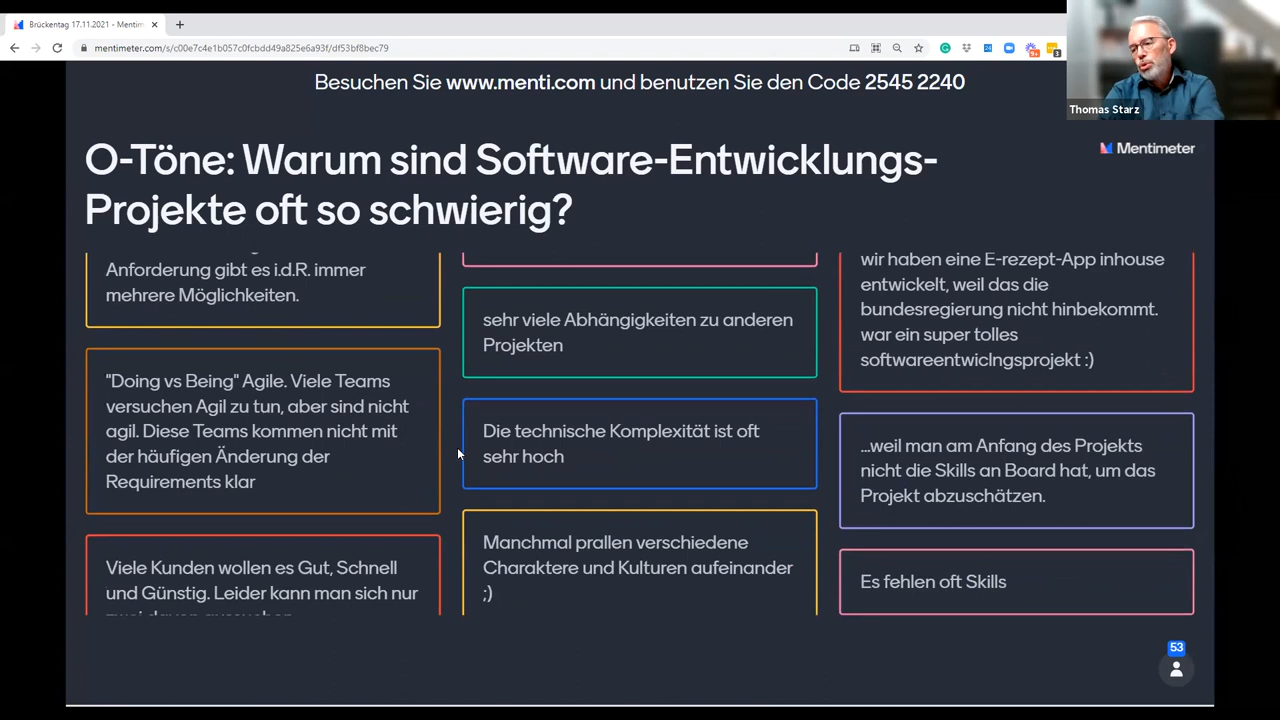 Brückentag 17.11.2021 - Mentim
mentimeter.com/s/c00e7c4e1b057c0fcbdd49a825e6a93f/df53bf8bec79
Thomas Starz
Besuchen Sie www.menti.com und benutzen Sie den Code 2545 2240
Mentimeter
O-Töne: Warum sind Software-Entwicklungs-
Projekte oft so schwierig?
Anforderung gibt es i.d.R. immer
mehrere Möglichkeiten.
"Doing vs Being" Agile. Viele Teams
versuchen Agil zu tun, aber sind nicht
agil. Diese Teams kommen nicht mit
der häufigen Änderung der
Requirements klar
Viele Kunden wollen es Gut, Schnell
und Günstig. Leider kann man sich nur
zwei davon aussuchen
sehr viele Abhängigkeiten zu anderen
Projekten
Die technische Komplexität ist oft
sehr hoch
Manchmal prallen verschiedene
Charaktere und Kulturen aufeinander
;)
wir haben eine E-rezept-App inhouse
entwickelt, weil das die
bundesregierung nicht hinbekommt.
war ein super tolles
softwareentwiclngsprojekt :)
...weil man am Anfang des Projekts
nicht die Skills an Board hat, um das
Projekt abzuschätzen.
Es fehlen oft Skills
53